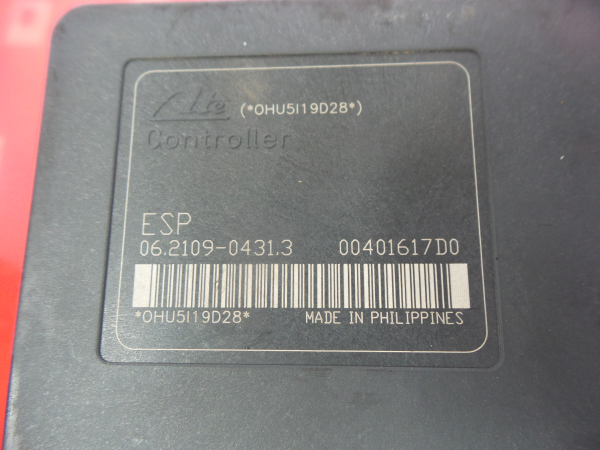 Ate (*OHU5I19D28*)
Controller
ESP
06.2109-0431.3 00401617D0
*OHU5I19D28* MADE IN PHILIPPINES